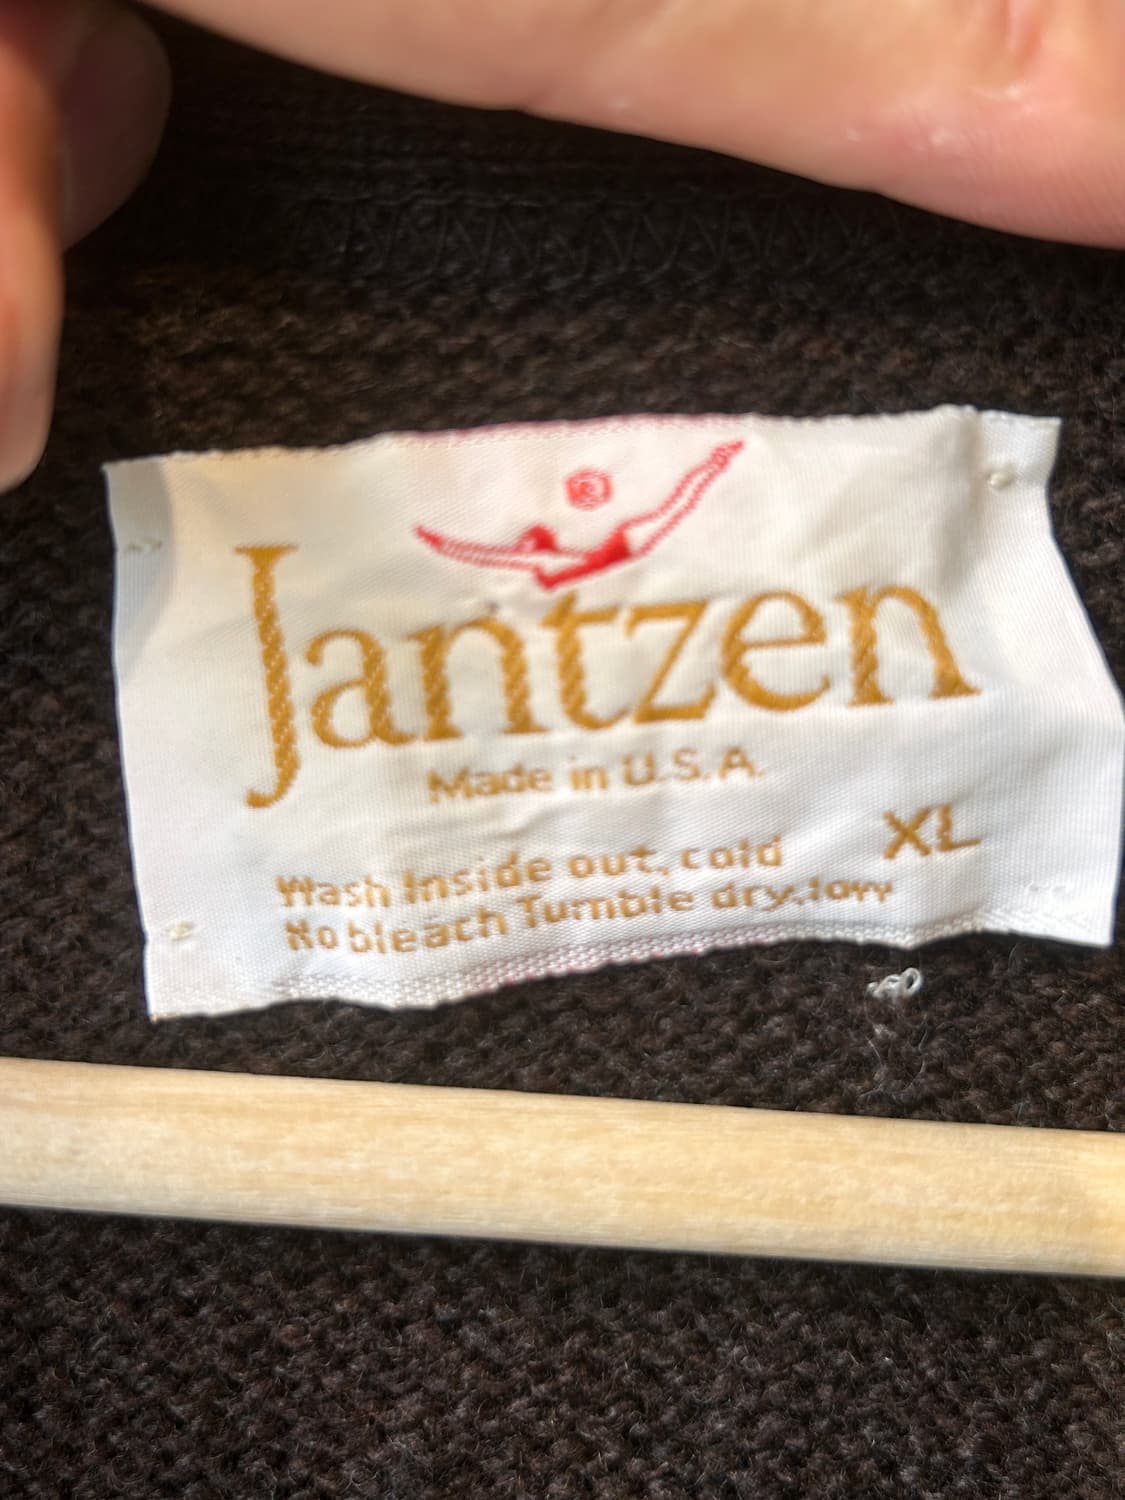 ®
Jantzen
Made in U.S.A.
XL
Wash Inside out, cold
No bleach Tumble dry, low